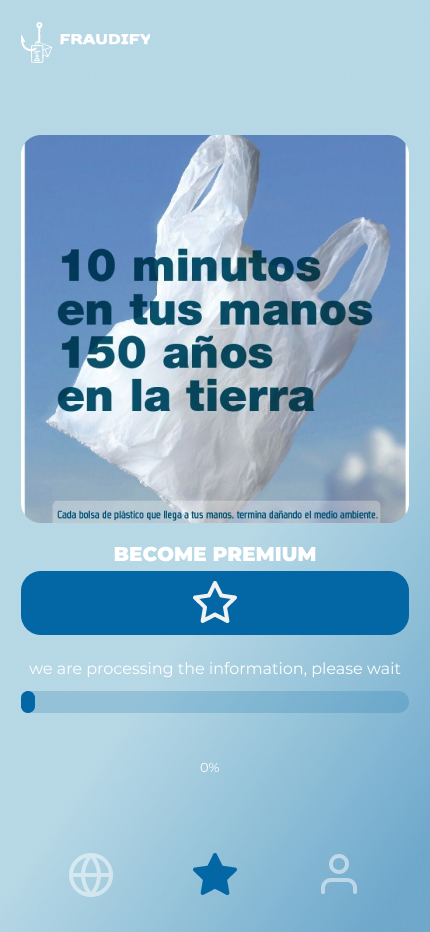 FRAUDIFY
10 minutos
en tus manos
150 años
en la tierra
Cada bolsa de plástico que llega a tus manos, termina dañando el medio ambiente.
BECOME PREMIUM
we are processing the information, please wait
0%